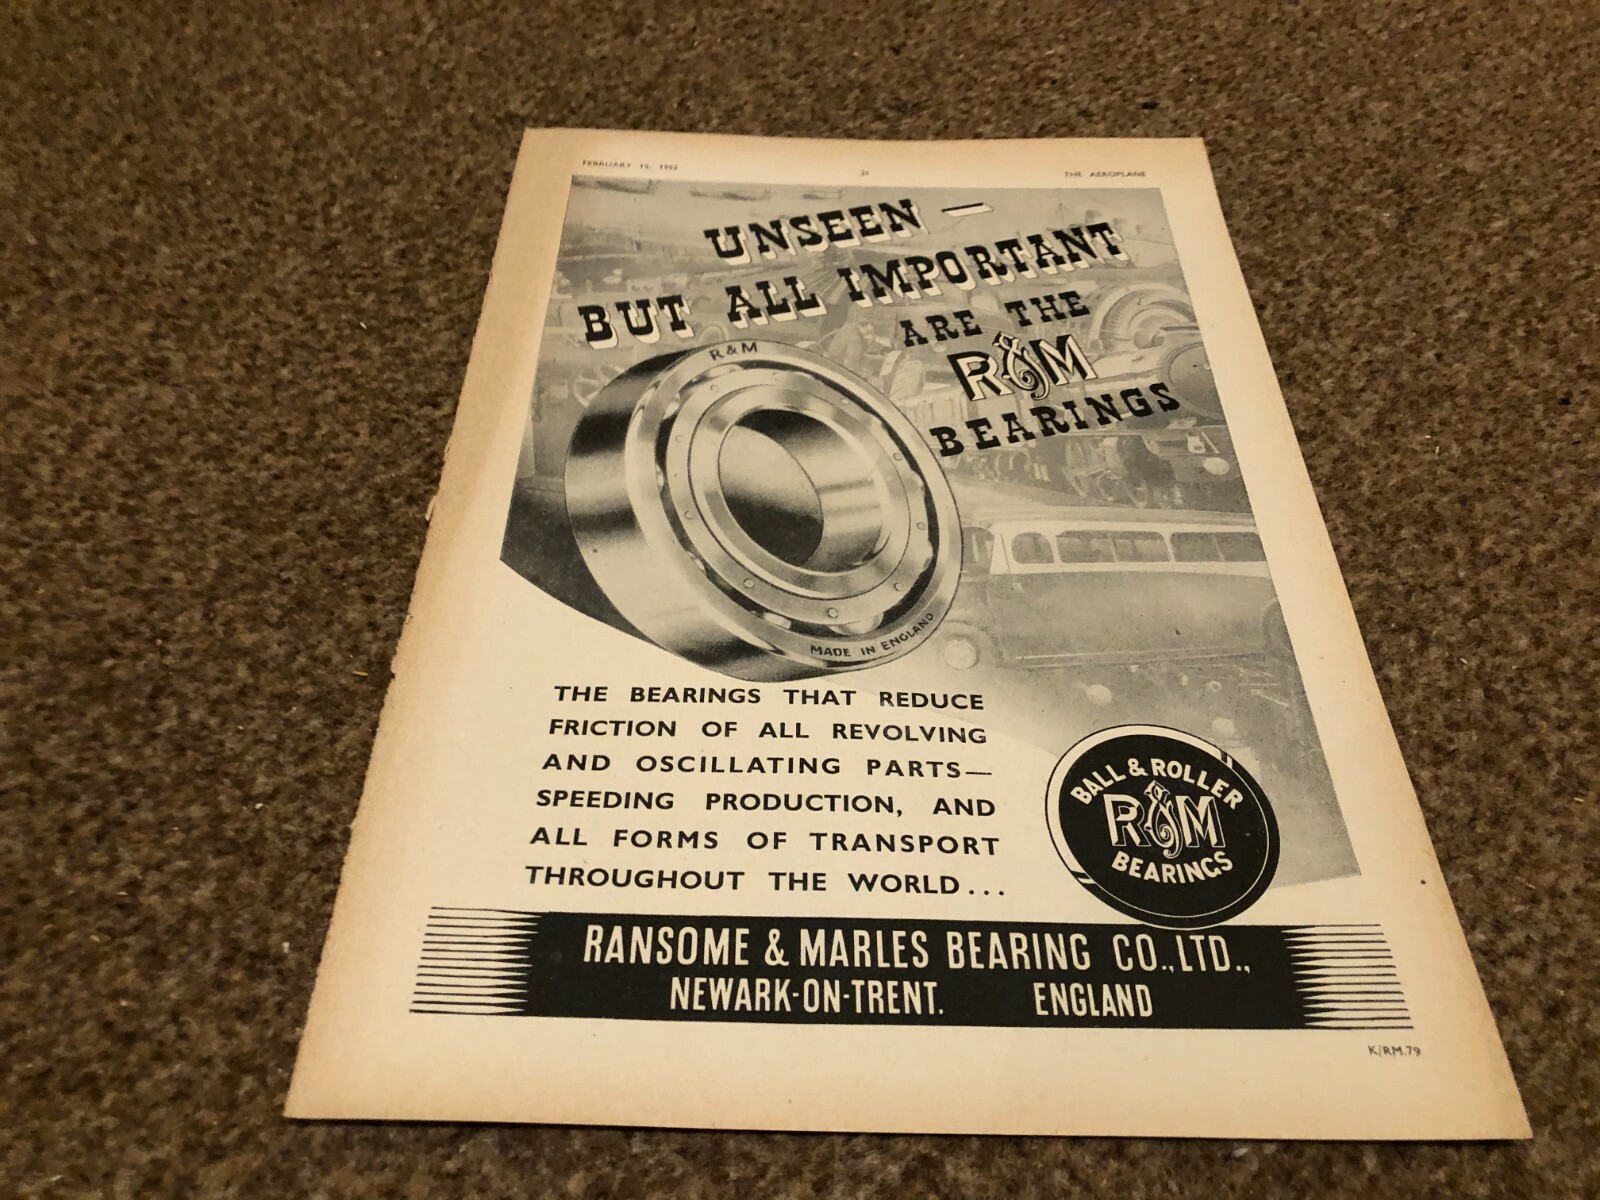 FEBRUARY 15, 1952
21
THE AEROPLANE
UNSEEN —
BUT ALL IMPORTANT
ARE THE
R&M
BEARINGS
R & M
MADE IN ENGLAND
THE BEARINGS THAT REDUCE
FRICTION OF ALL REVOLVING
AND OSCILLATING PARTS—
SPEEDING PRODUCTION, AND
ALL FORMS OF TRANSPORT
THROUGHOUT THE WORLD...
BALL & ROLLER
R&M
BEARINGS
RANSOME & MARLES BEARING CO., LTD.,
NEWARK-ON-TRENT. ENGLAND
K/RM.79